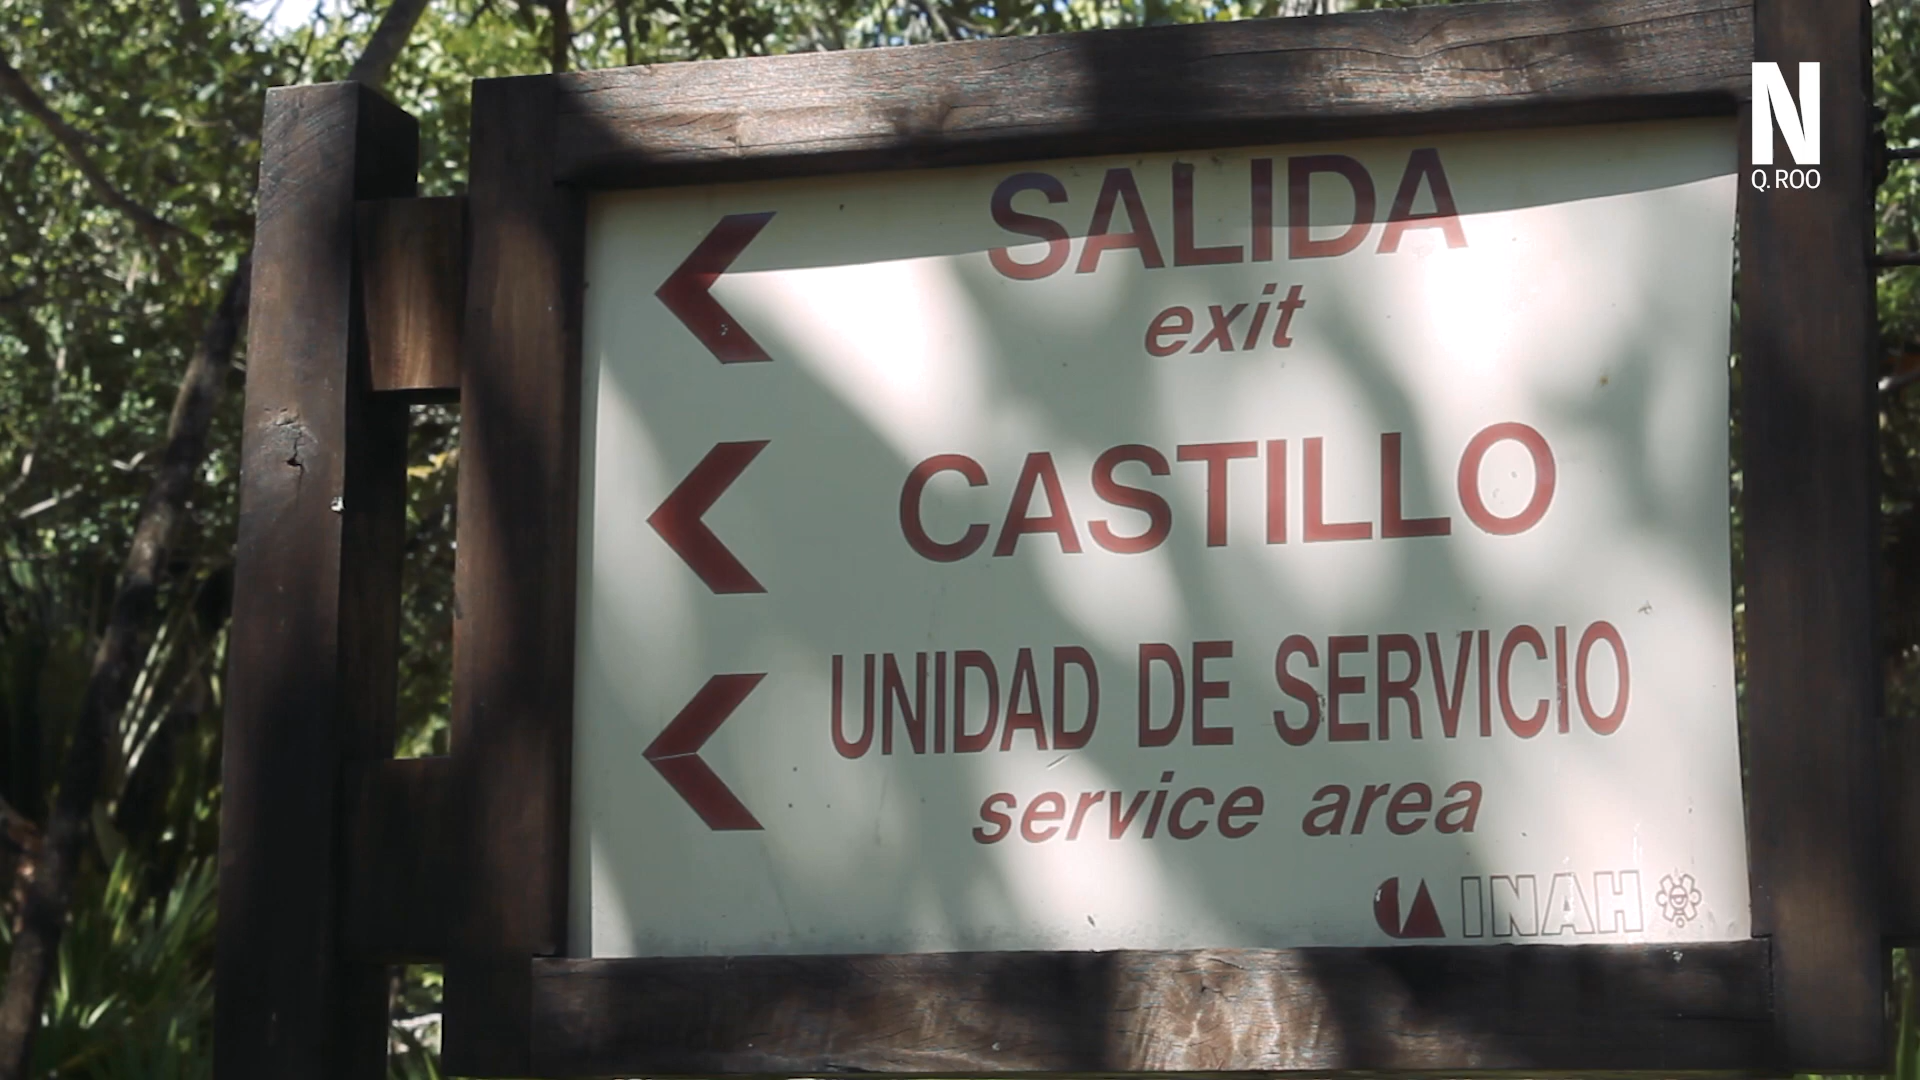 N
Q. ROO
SALIDA
exit
CASTILLO
UNIDAD DE SERVICIO
service area
INAH